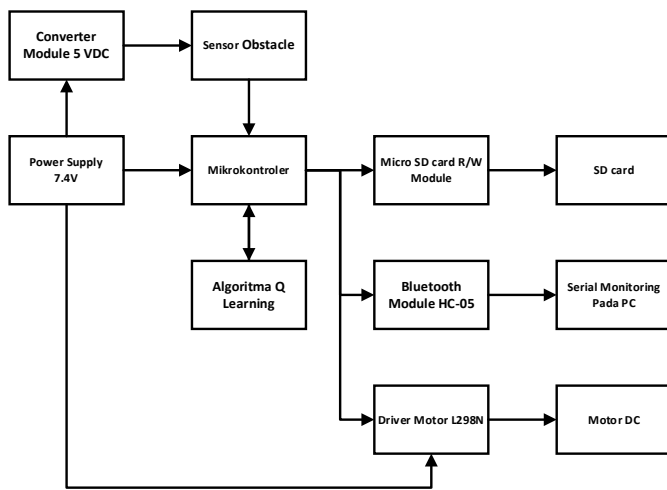 Converter
Module 5 VDC
Sensor Obstacle
Power Supply
7.4V
Mikrokontroler
Micro SD card R/W
Module
SD card
Algoritma Q
Learning
Bluetooth
Module HC-05
Serial Monitoring
Pada PC
Driver Motor L298N
Motor DC